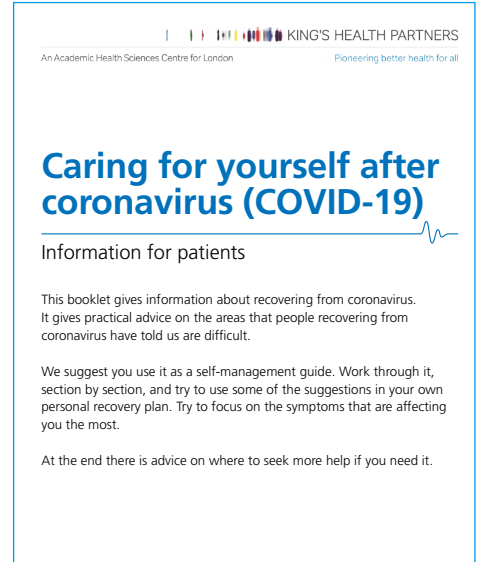 KING'S HEALTH PARTNERS
An Academic Health Sciences Centre for London
Pioneering better health for all
Caring for yourself after
coronavirus (COVID-19)
Information for patients
This booklet gives information about recovering from coronavirus.
It gives practical advice on the areas that people recovering from
coronavirus have told us are difficult.
We suggest you use it as a self-management guide. Work through it,
section by section, and try to use some of the suggestions in your own
personal recovery plan. Try to focus on the symptoms that are affecting
you the most.
At the end there is advice on where to seek more help if you need it.